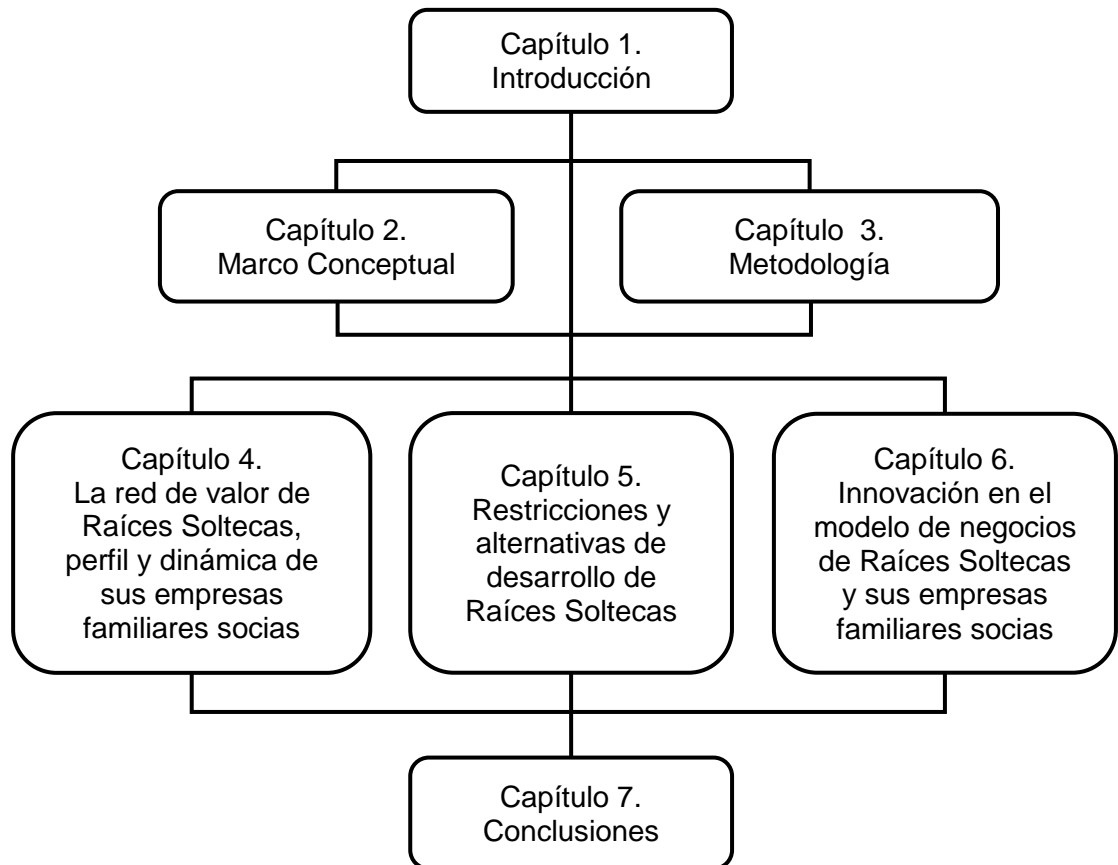 Capítulo 1.
Introducción
Capítulo 2.
Marco Conceptual
Capítulo  3.
Metodología
Capítulo 4.
La red de valor de
Raíces Soltecas,
perfil y dinámica de
sus empresas
familiares socias
Capítulo 5.
Restricciones y
alternativas de
desarrollo de
Raíces Soltecas
Capítulo 6.
Innovación en el
modelo de negocios
de Raíces Soltecas
y sus empresas
familiares socias
Capítulo 7.
Conclusiones